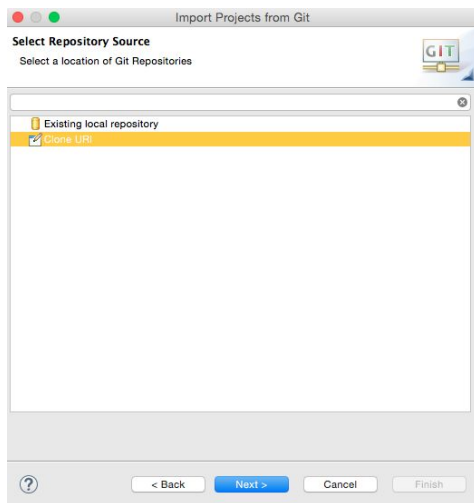 Import Projects from Git
Select Repository Source
Select a location of Git Repositories
GIT
Existing local repository
Clone URI
?
< Back
Next >
Cancel
Finish